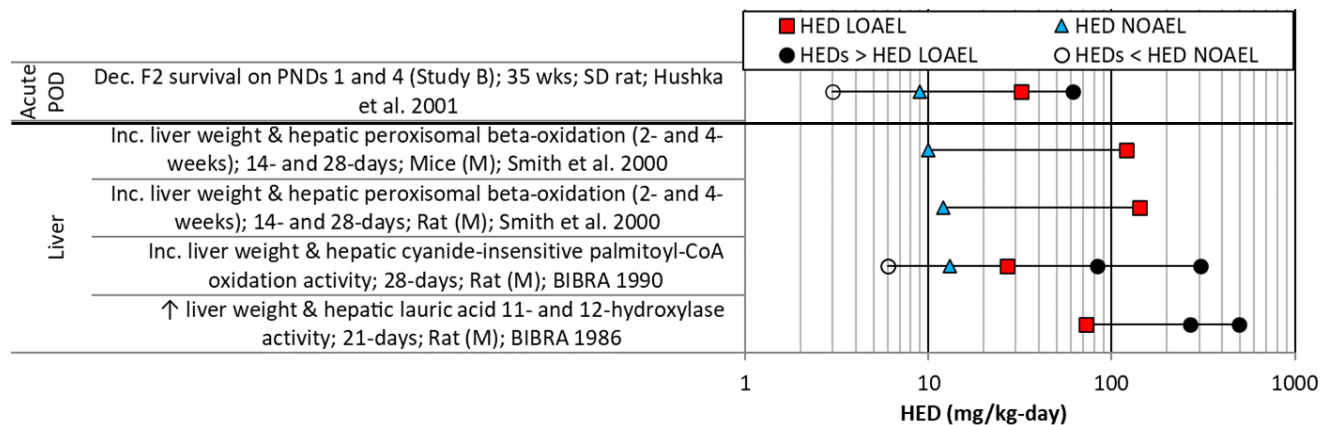 HED LOAEL
HED NOAEL
HEDs > HED LOAEL
HEDs < HED NOAEL
Acute
POD
Dec. F2 survival on PNDs 1 and 4 (Study B); 35 wks; SD rat; Hushka
et al. 2001
Liver
Inc. liver weight & hepatic peroxisomal beta-oxidation (2- and 4-
weeks); 14- and 28-days; Mice (M); Smith et al. 2000
Inc. liver weight & hepatic peroxisomal beta-oxidation (2- and 4-
weeks); 14- and 28-days; Rat (M); Smith et al. 2000
Inc. liver weight & hepatic cyanide-insensitive palmitoyl-CoA
oxidation activity; 28-days; Rat (M); BIBRA 1990
↑ liver weight & hepatic lauric acid 11- and 12-hydroxylase
activity; 21-days; Rat (M); BIBRA 1986
1
10
100
1000
HED (mg/kg-day)